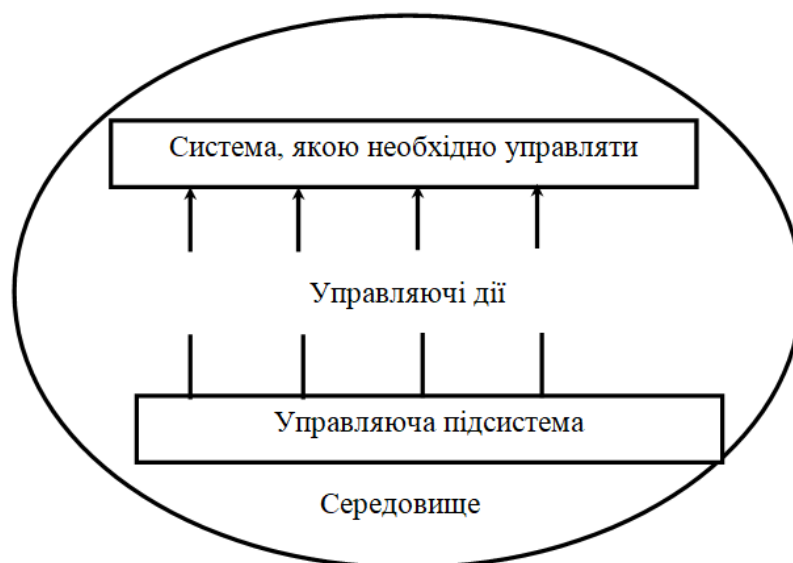 Система, якою необхідно управляти
Управляючі дії
Управляюча підсистема
Середовище